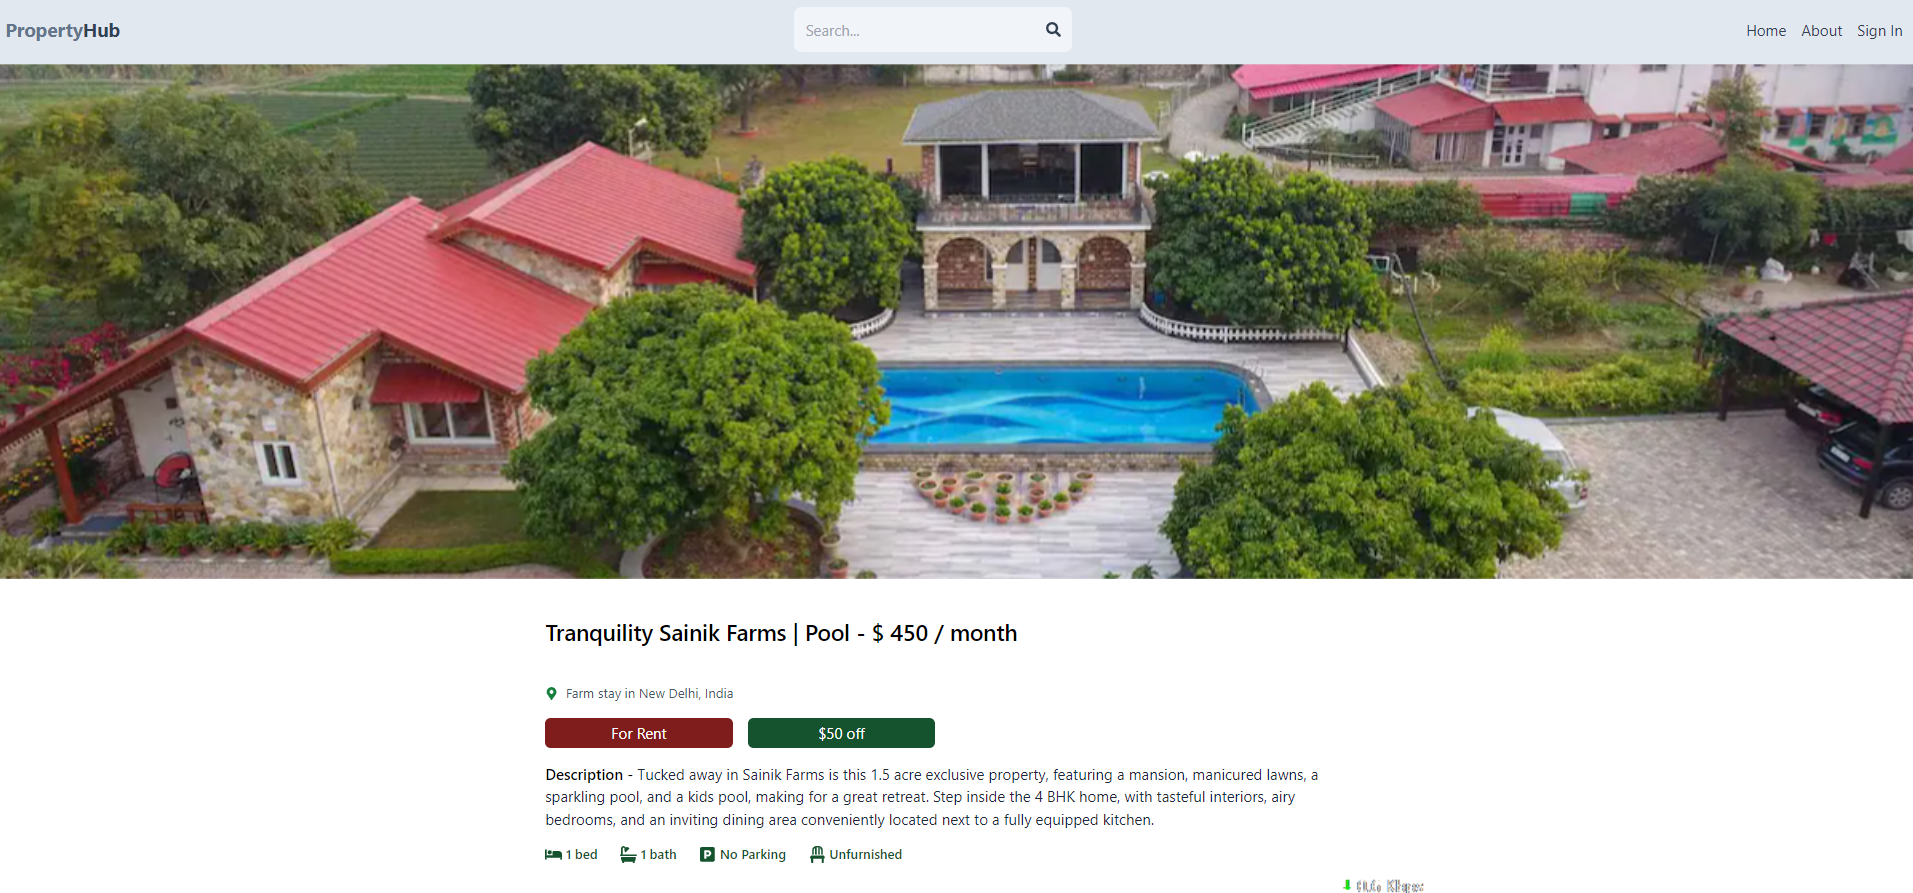 PropertyHub
Search...
Home About Sign In
Tranquility Sainik Farms | Pool - $ 450 / month
Farm stay in New Delhi, India
For Rent $50 off
Description - Tucked away in Sainik Farms is this 1.5 acre exclusive property, featuring a mansion, manicured lawns, a
sparkling pool, and a kids pool, making for a great retreat. Step inside the 4 BHK home, with tasteful interiors, airy
bedrooms, and an inviting dining area conveniently located next to a fully equipped kitchen.
1 bed 1 bath No Parking Unfurnished